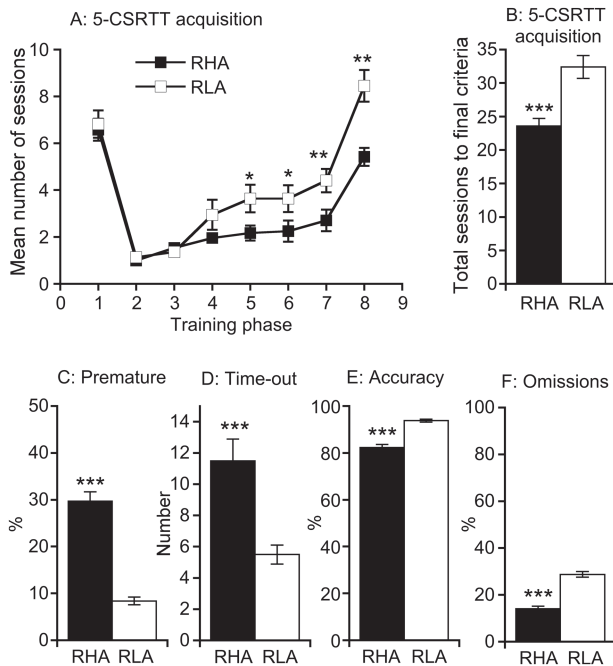 A: 5-CSRTT acquisition
10
8
6
4
2
0
Mean number of sessions
RHA
RLA
*
*
**
**
0 1 2 3 4 5 6 7 8 9
Training phase
B: 5-CSRTT
acquisition
35
30
25
20
15
10
5
0
Total sessions to final criteria
***
RHA RLA
C: Premature
50
40
30
20
10
0
%
***
RHA RLA
D: Time-out
14
12
10
8
6
4
2
0
Number
***
RHA RLA
E: Accuracy
100
80
60
40
20
0
%
***
RHA RLA
F: Omissions
100
80
60
40
20
0
%
***
RHA RLA